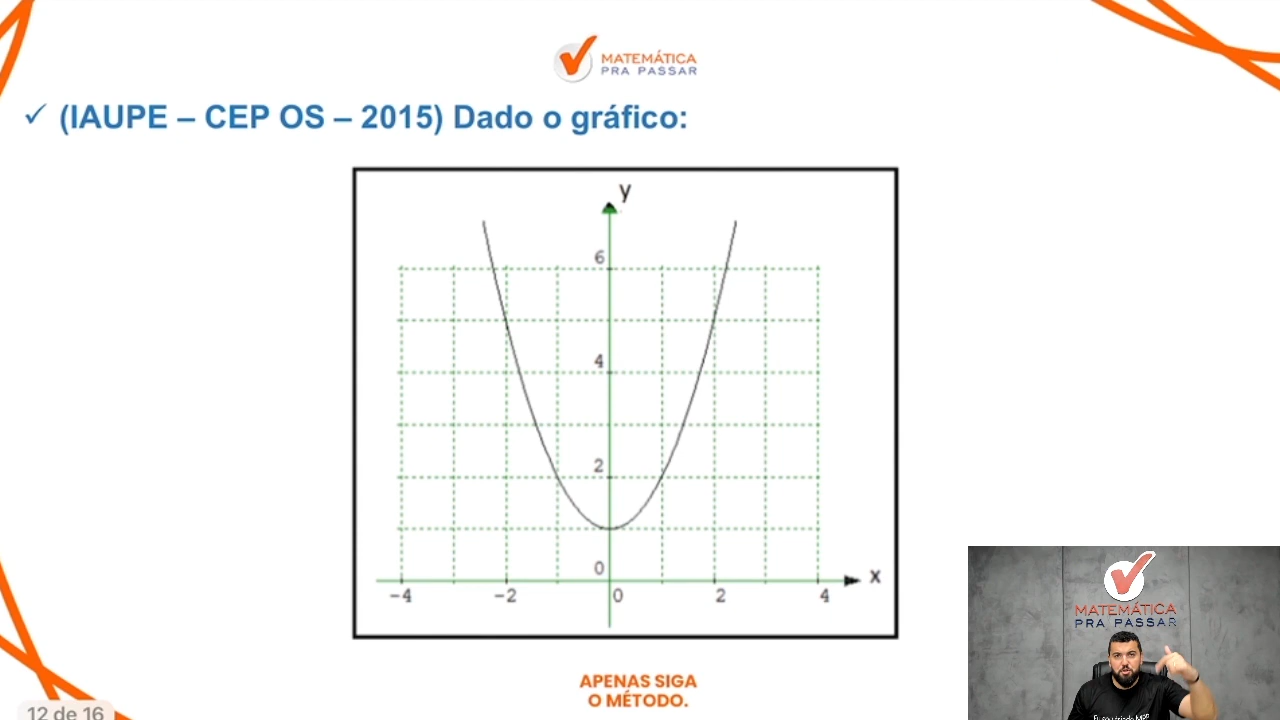 MATEMÁTICA
PRA PASSAR
✓ (IAUPE – CEP OS – 2015) Dado o gráfico:
y
6
4
2
0
x
-4 -2 0 2 4
MATEMÁTICA
PRA PASSAR
APENAS SIGA
O MÉTODO.
12 de 16